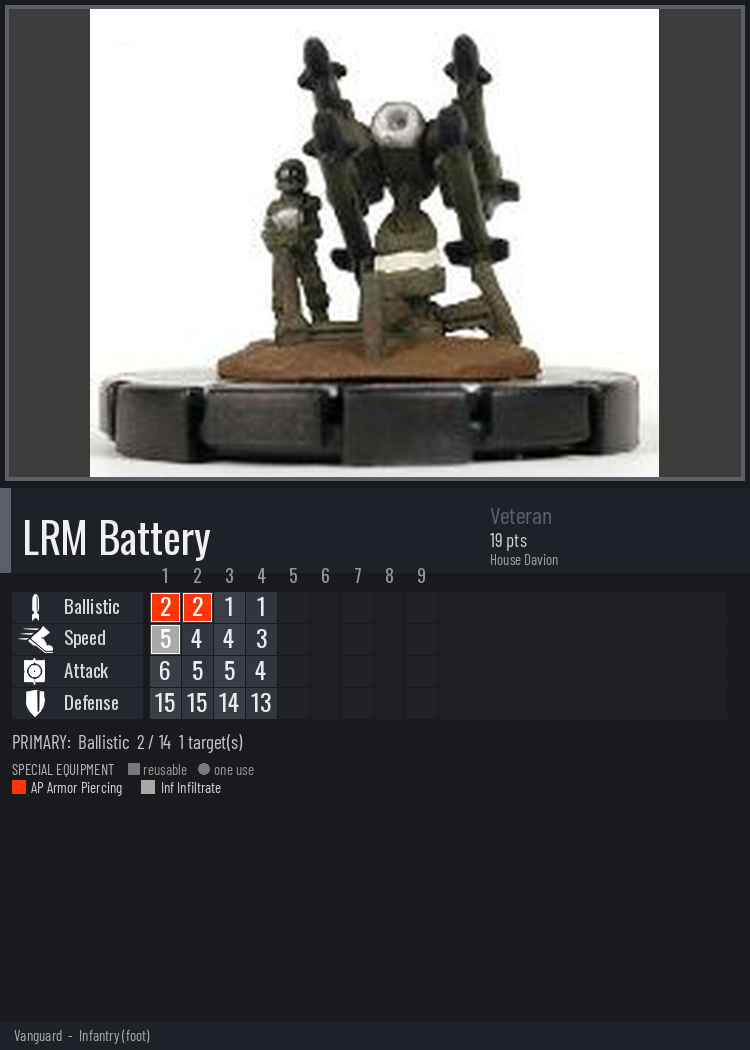 LRM Battery
Veteran
19 pts
House Davion
1 2 3 4 5 6 7 8 9
Ballistic 2 2 1 1
Speed 5 4 4 3
Attack 6 5 5 4
Defense 15 15 14 13
PRIMARY: Ballistic 2 / 14 1 target(s)
SPECIAL EQUIPMENT reusable one use
AP Armor Piercing Inf Infiltrate
Vanguard - Infantry (foot)